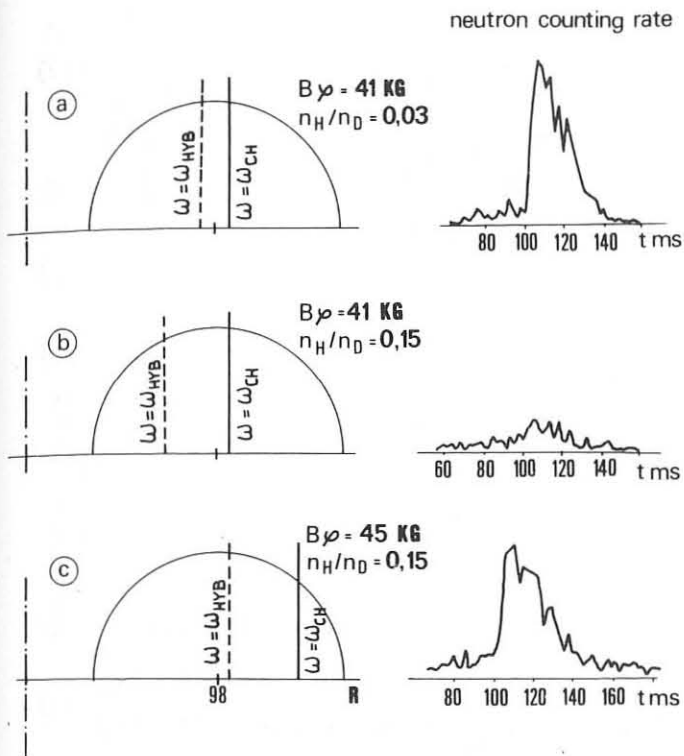 neutron counting rate
ⓐ
ω = ω_HYB
ω = ω_CH
Bφ = 41 KG
n_H/n_D = 0,03
80 100 120 140 t ms
ⓑ
ω = ω_HYB
ω = ω_CH
Bφ = 41 KG
n_H/n_D = 0,15
60 80 100 120 140 t ms
ⓒ
ω = ω_HYB
ω = ω_CH
Bφ = 45 KG
n_H/n_D = 0,15
98 R
80 100 120 140 160 t ms